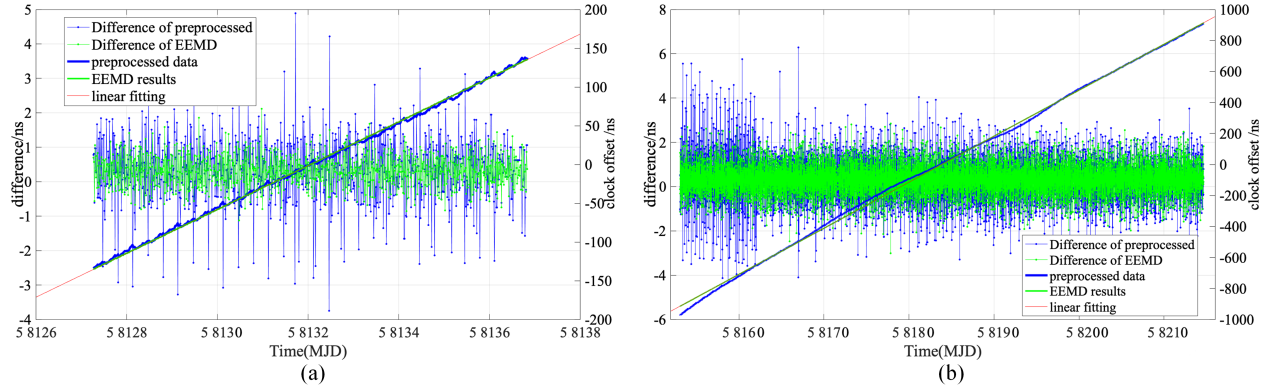 5
4
3
2
1
0
-1
-2
-3
-4
difference/ns
200
150
100
50
0
-50
-100
-150
-200
clock offset /ns
Difference of preprocessed
Difference of EEMD
preprocessed data
EEMD results
linear fitting
5 8126
5 8128
5 8130
5 8132
5 8134
5 8136
5 8138
Time(MJD)
(a)
8
6
4
2
0
-2
-4
-6
difference/ns
1000
800
600
400
200
0
-200
-400
-600
-800
-1000
clock offset /ns
Difference of preprocessed
Difference of EEMD
preprocessed data
EEMD results
linear fitting
5 8160
5 8170
5 8180
5 8190
5 8200
5 8210
Time(MJD)
(b)